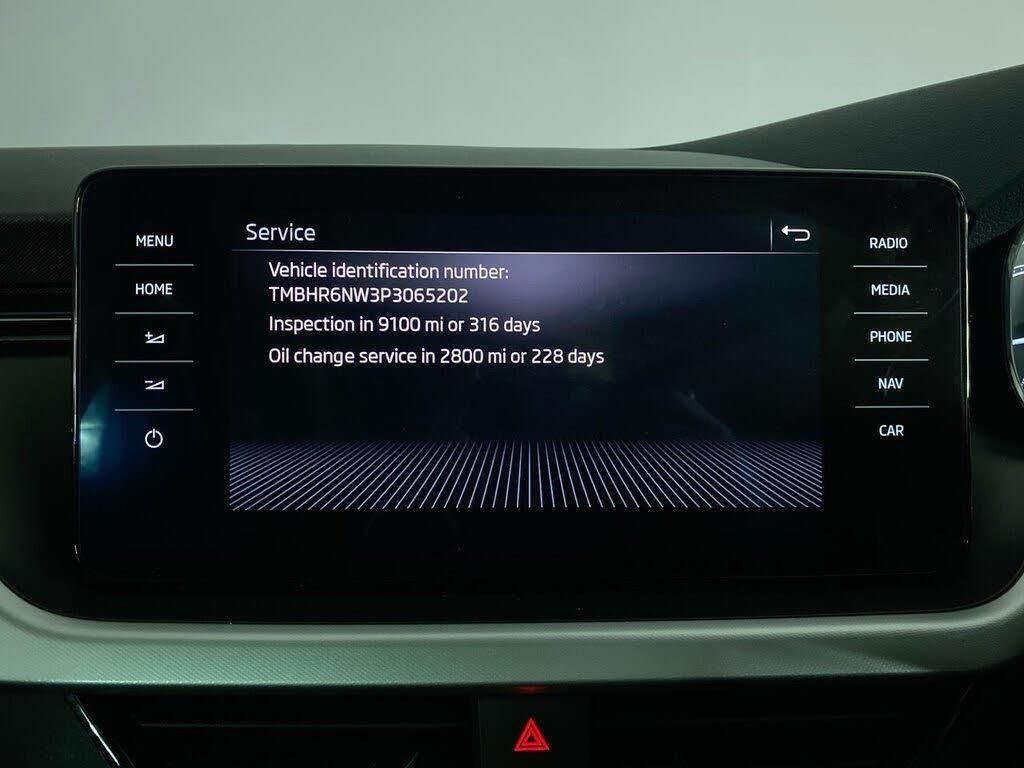 MENU
HOME
Service
Vehicle identification number:
TMBHR6NW3P3065202
Inspection in 9100 mi or 316 days
Oil change service in 2800 mi or 228 days
RADIO
MEDIA
PHONE
NAV
CAR